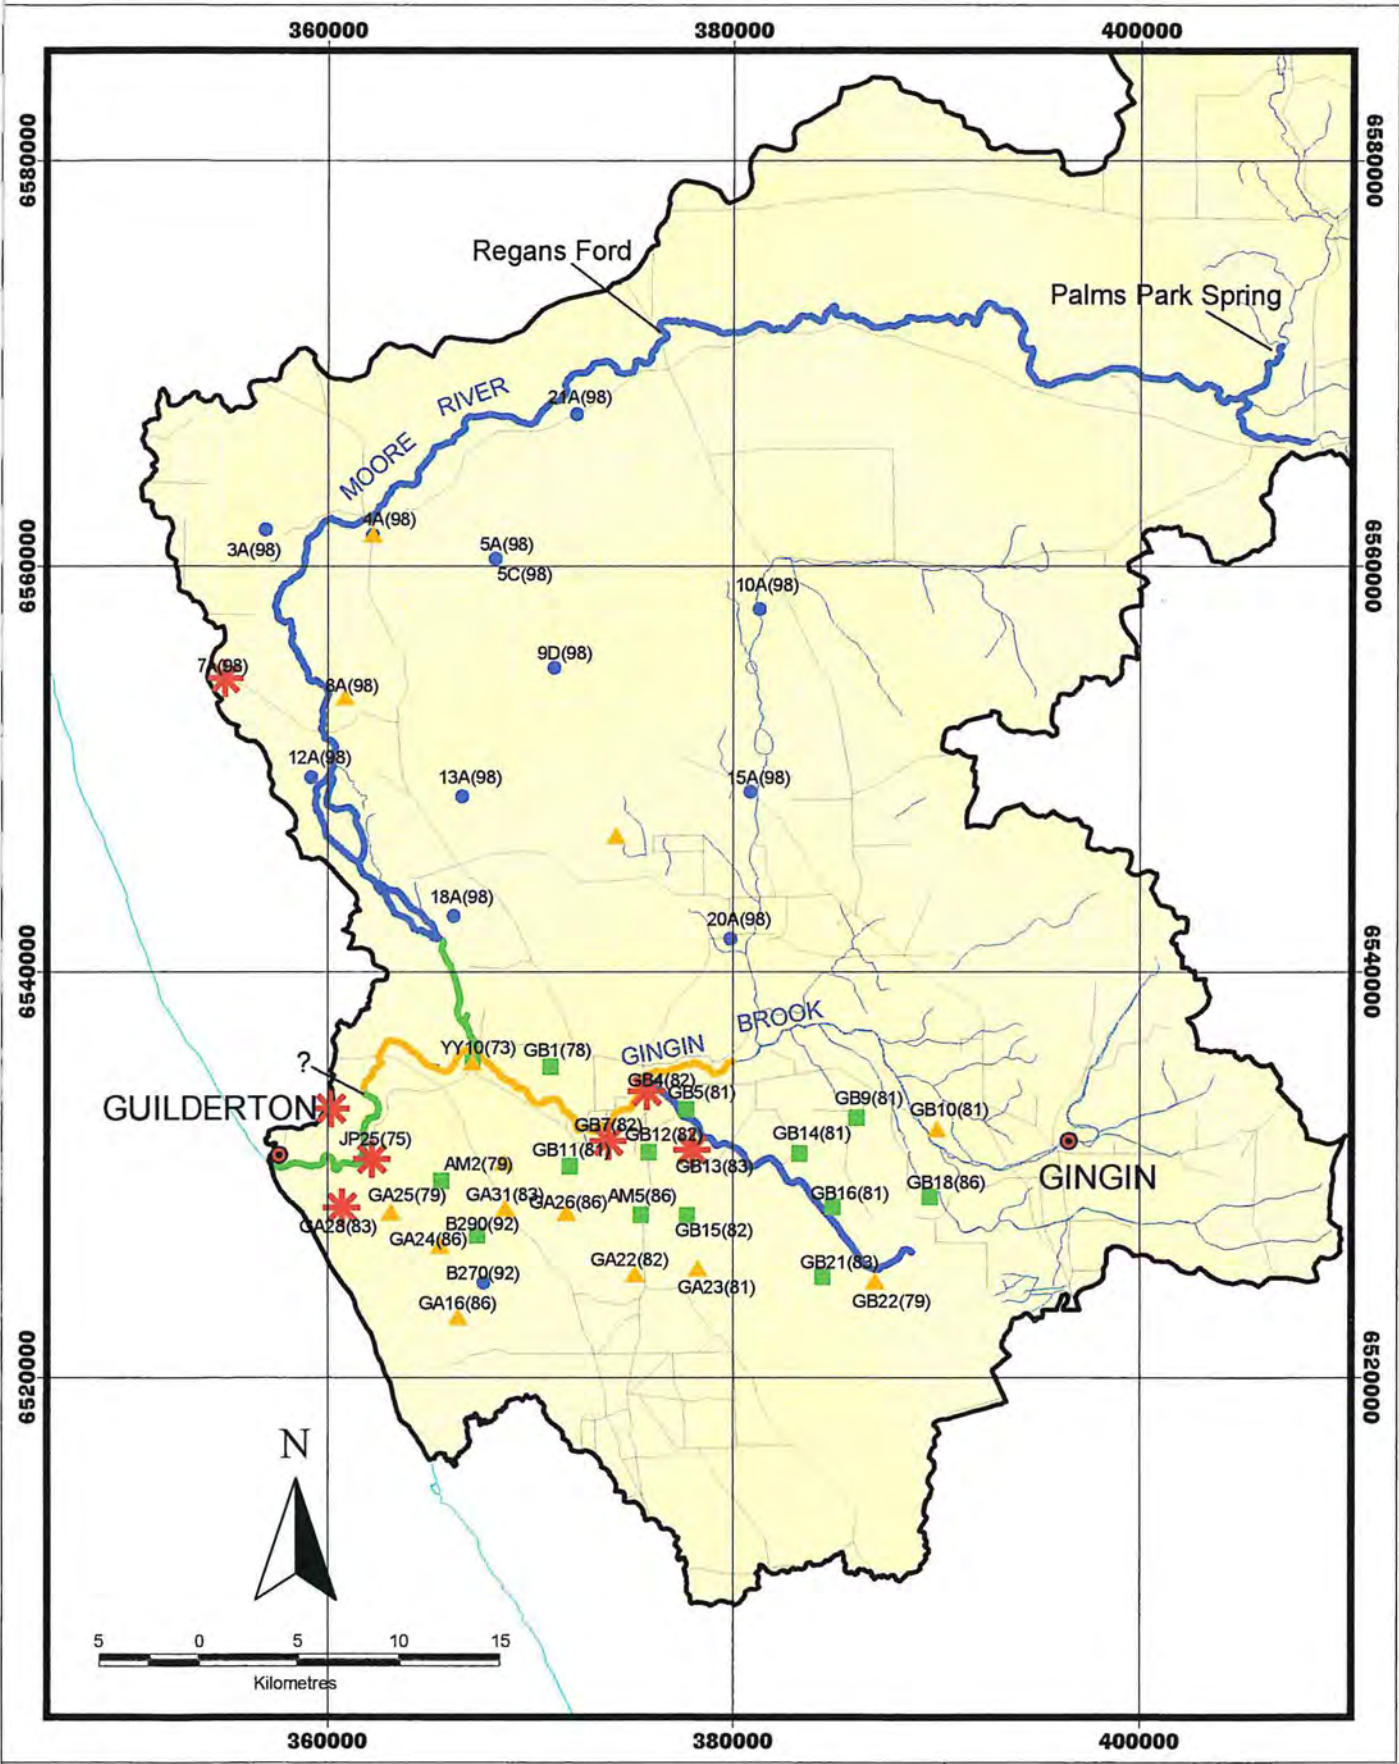 360000
380000
400000
6580000
6580000
Regans Ford
Palms Park Spring
MOORE
RIVER
21A(98)
4A(98)
3A(98)
5A(98)
5C(98)
6560000
6560000
10A(98)
9D(98)
7A(98)
8A(98)
12A(98)
13A(98)
15A(98)
18A(98)
20A(98)
6540000
6540000
GINGIN
BROOK
YY10(73)
GB1(78)
?
GUILDERTON
GB4(82)
GB5(81)
GB9(81)
GB10(81)
GB7(82)
GB12(82)
GB14(81)
JP25(75)
GB11(81)
GB13(83)
AM2(79)
GINGIN
GA25(79)
GA31(83)
GA26(86)
AM5(86)
GB16(81)
GB18(86)
GA28(83)
GA24(86)
B290(92)
GB15(82)
B270(92)
GA22(82)
GA23(81)
GB21(83)
GB22(79)
GA16(86)
6520000
6520000
N
5
0
5
10
15
Kilometres
360000
380000
400000